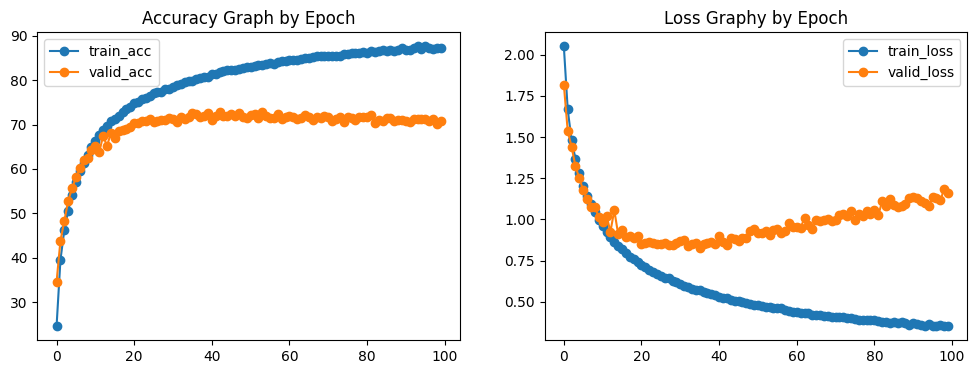 Accuracy Graph by Epoch
train_acc
valid_acc
90
80
70
60
50
40
30
0 20 40 60 80 100
Loss Graphy by Epoch
train_loss
valid_loss
2.00
1.75
1.50
1.25
1.00
0.75
0.50
0 20 40 60 80 100